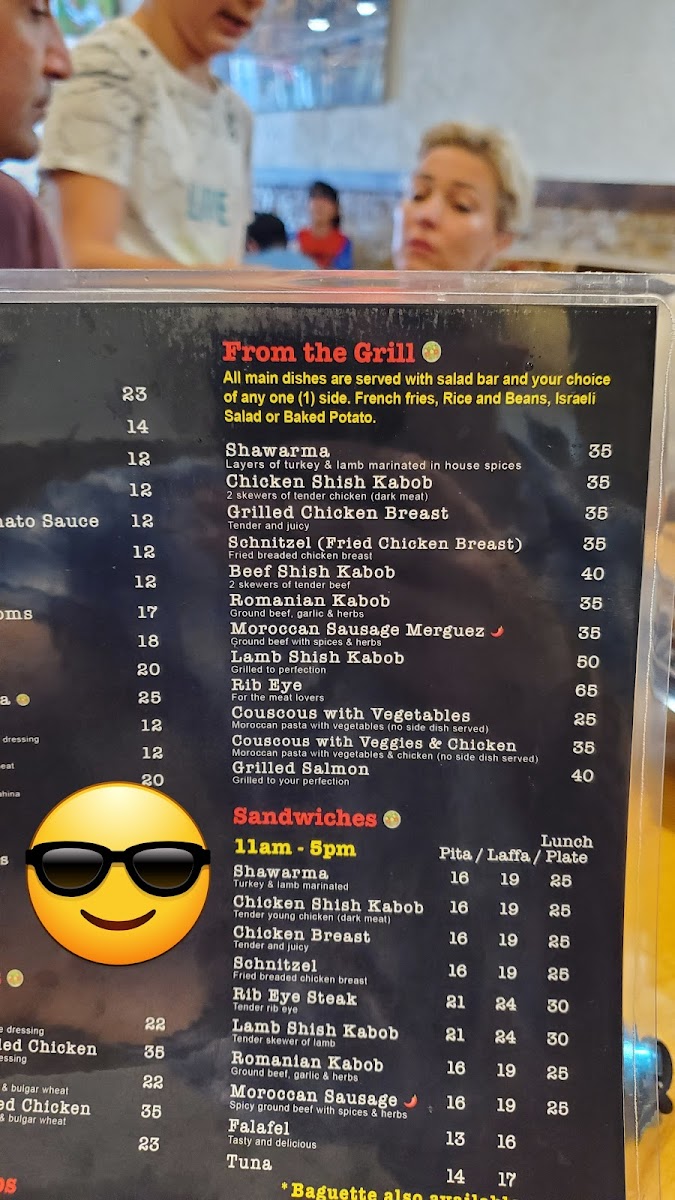 LIVE
23
14
12
12
nato Sauce 12
12
12
oms 17
18
20
a 25
12
dressing
12
eat
20
ahina
s
s
22
e dressing
led Chicken 35
essing
22
& bulgar wheat
ed Chicken 35
& bulgar wheat
23
os
From the Grill
All main dishes are served with salad bar and your choice
of any one (1) side. French fries, Rice and Beans, Israeli
Salad or Baked Potato.
Shawarma 35
Layers of turkey & lamb marinated in house spices
Chicken Shish Kabob 35
2 skewers of tender chicken (dark meat)
Grilled Chicken Breast 35
Tender and juicy
Schnitzel (Fried Chicken Breast) 35
Fried breaded chicken breast
Beef Shish Kabob 40
2 skewers of tender beef
Romanian Kabob 35
Ground beef, garlic & herbs
Moroccan Sausage Merguez 35
Ground beef with spices & herbs
Lamb Shish Kabob 50
Grilled to perfection
Rib Eye 65
For the meat lovers
Couscous with Vegetables 25
Moroccan pasta with vegetables (no side dish served)
Couscous with Veggies & Chicken 35
Moroccan pasta with vegetables & chicken (no side dish served)
Grilled Salmon 40
Grilled to your perfection
Sandwiches
11am - 5pm Pita / Laffa / Lunch Plate
Shawarma 16 19 25
Turkey & lamb marinated
Chicken Shish Kabob 16 19 25
Tender young chicken (dark meat)
Chicken Breast 16 19 25
Tender and juicy
Schnitzel 16 19 25
Fried breaded chicken breast
Rib Eye Steak 21 24 30
Tender rib eye
Lamb Shish Kabob 21 24 30
Tender skewer of lamb
Romanian Kabob 16 19 25
Ground beef, garlic & herbs
Moroccan Sausage 16 19 25
Spicy ground beef with spices & herbs
Falafel 13 16
Tasty and delicious
Tuna 14 17
*Baguette also available